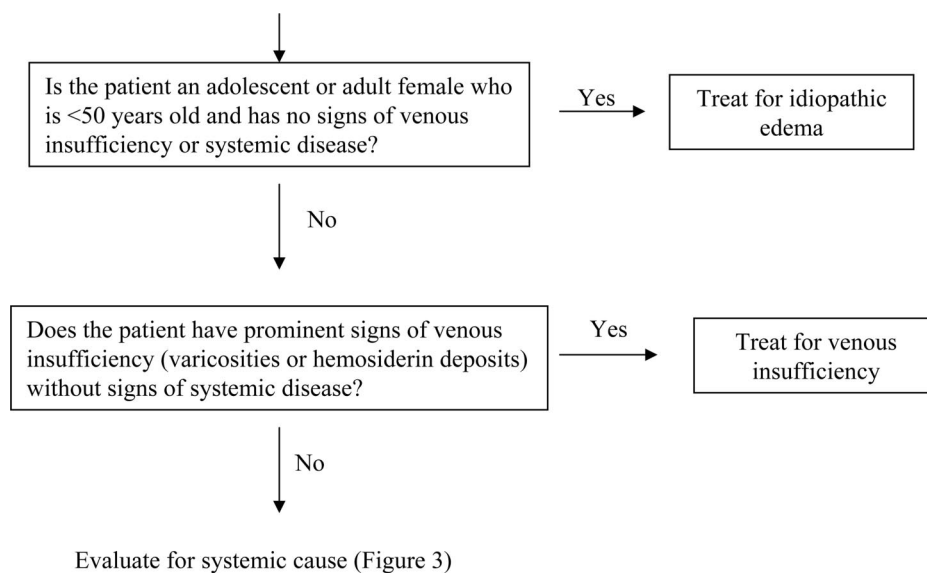 Is the patient an adolescent or adult female who
is <50 years old and has no signs of venous
insufficiency or systemic disease?
Yes
Treat for idiopathic
edema
No
Does the patient have prominent signs of venous
insufficiency (varicosities or hemosiderin deposits)
without signs of systemic disease?
Yes
Treat for venous
insufficiency
No
Evaluate for systemic cause (Figure 3)